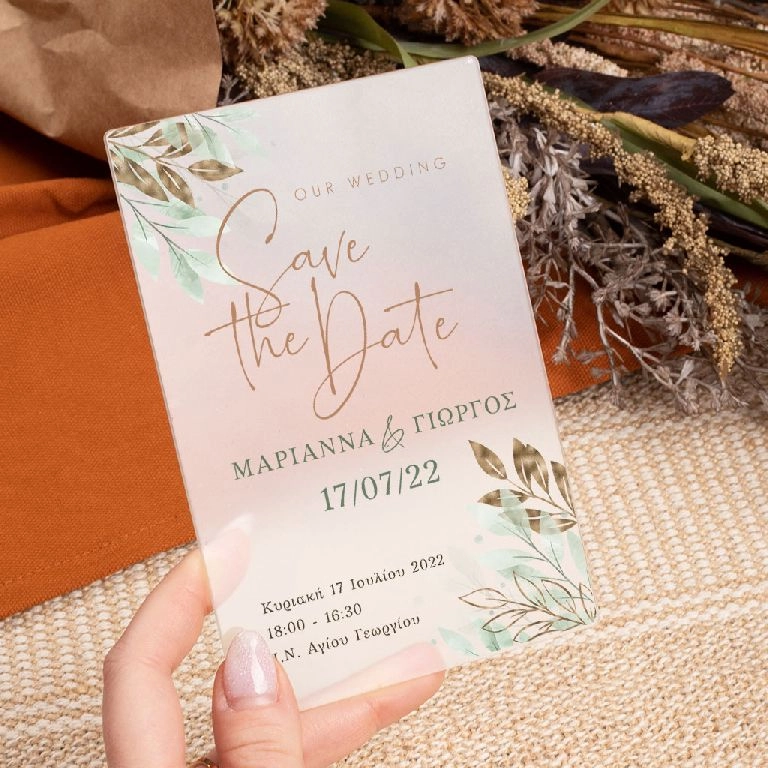 OUR WEDDING
Save
the Date
ΜΑΡΙΑΝΝΑ & ΓΙΩΡΓΟΣ
17/07/22
Κυριακή 17 Ιουλίου 2022
18:00 - 16:30
Ι.Ν. Αγίου Γεωργίου